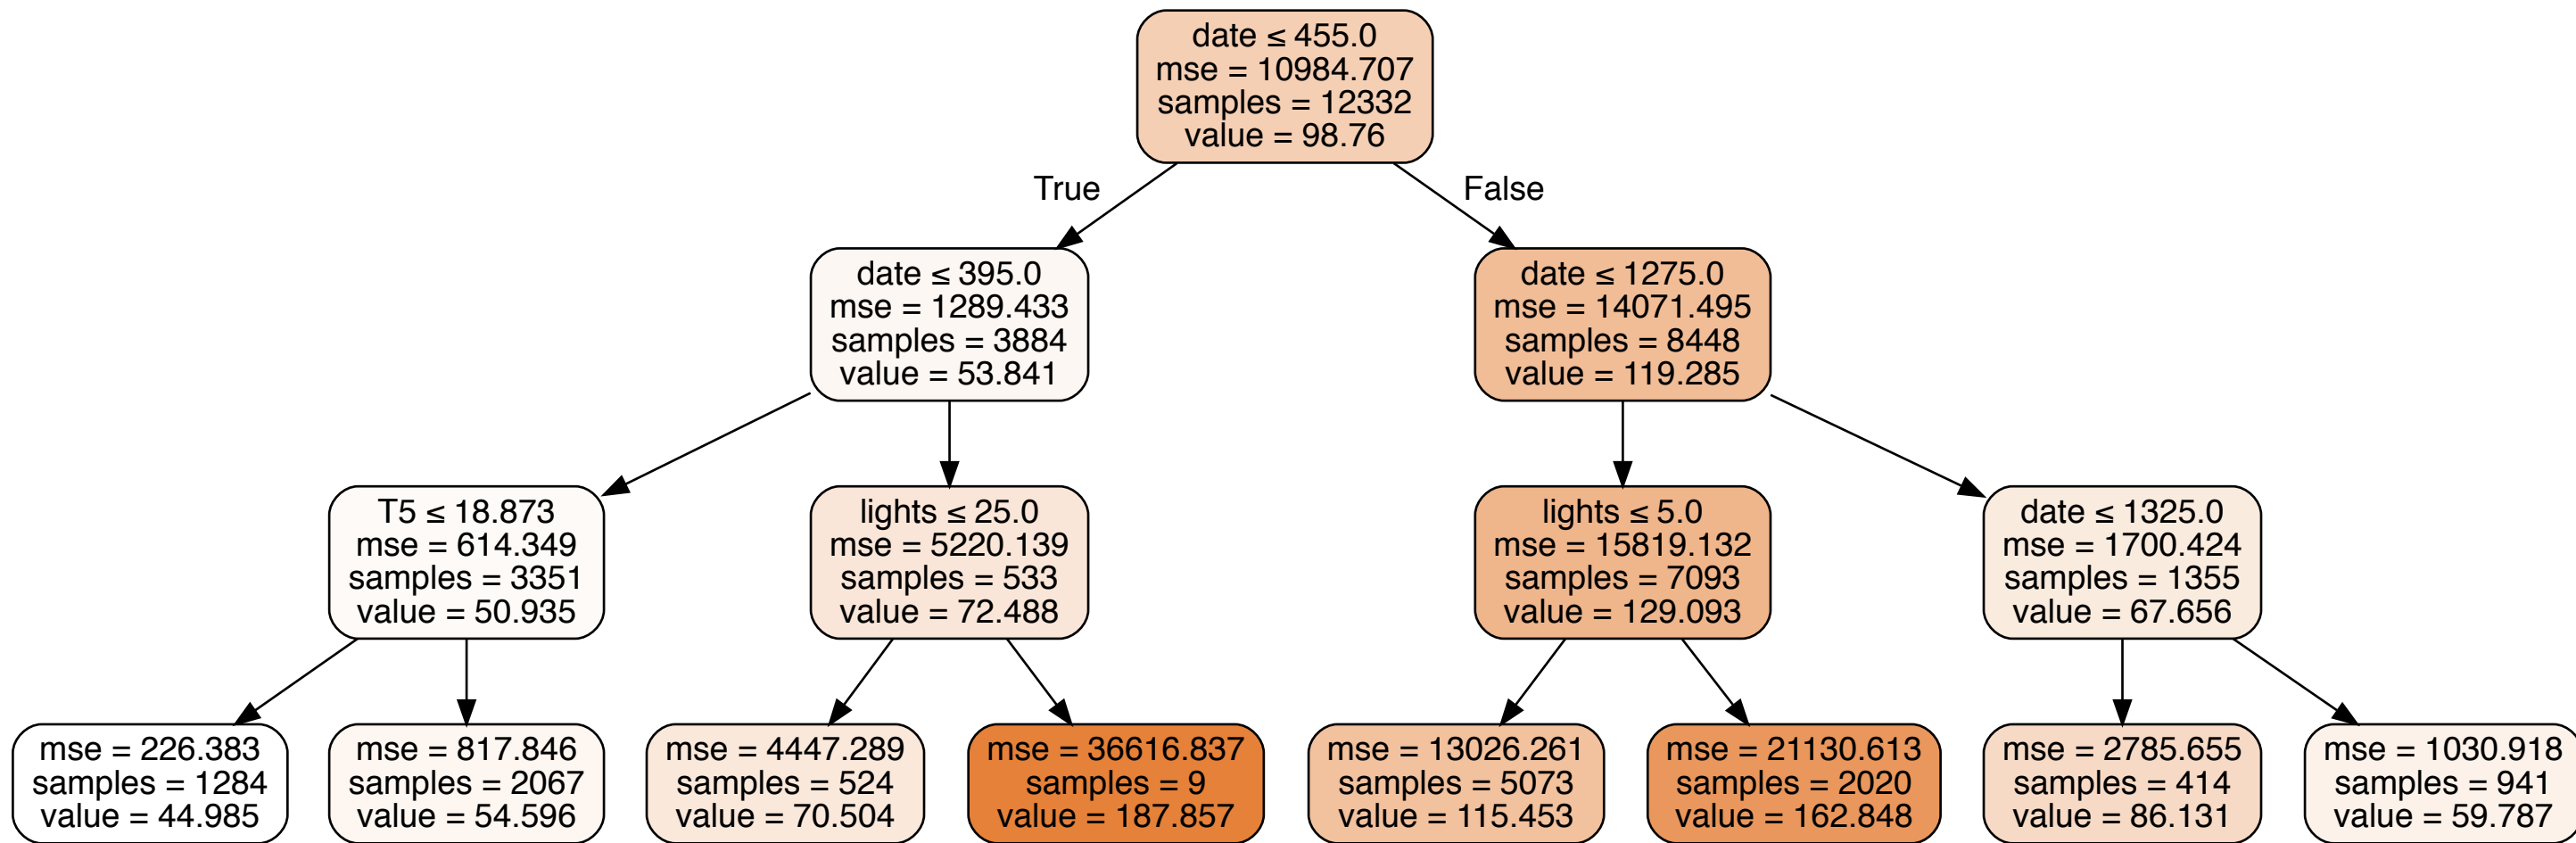 date ≤ 455.0
mse = 10984.707
samples = 12332
value = 98.76
True
False
date ≤ 395.0
mse = 1289.433
samples = 3884
value = 53.841
date ≤ 1275.0
mse = 14071.495
samples = 8448
value = 119.285
T5 ≤ 18.873
mse = 614.349
samples = 3351
value = 50.935
lights ≤ 25.0
mse = 5220.139
samples = 533
value = 72.488
lights ≤ 5.0
mse = 15819.132
samples = 7093
value = 129.093
date ≤ 1325.0
mse = 1700.424
samples = 1355
value = 67.656
mse = 226.383
samples = 1284
value = 44.985
mse = 817.846
samples = 2067
value = 54.596
mse = 4447.289
samples = 524
value = 70.504
mse = 36616.837
samples = 9
value = 187.857
mse = 13026.261
samples = 5073
value = 115.453
mse = 21130.613
samples = 2020
value = 162.848
mse = 2785.655
samples = 414
value = 86.131
mse = 1030.918
samples = 941
value = 59.787